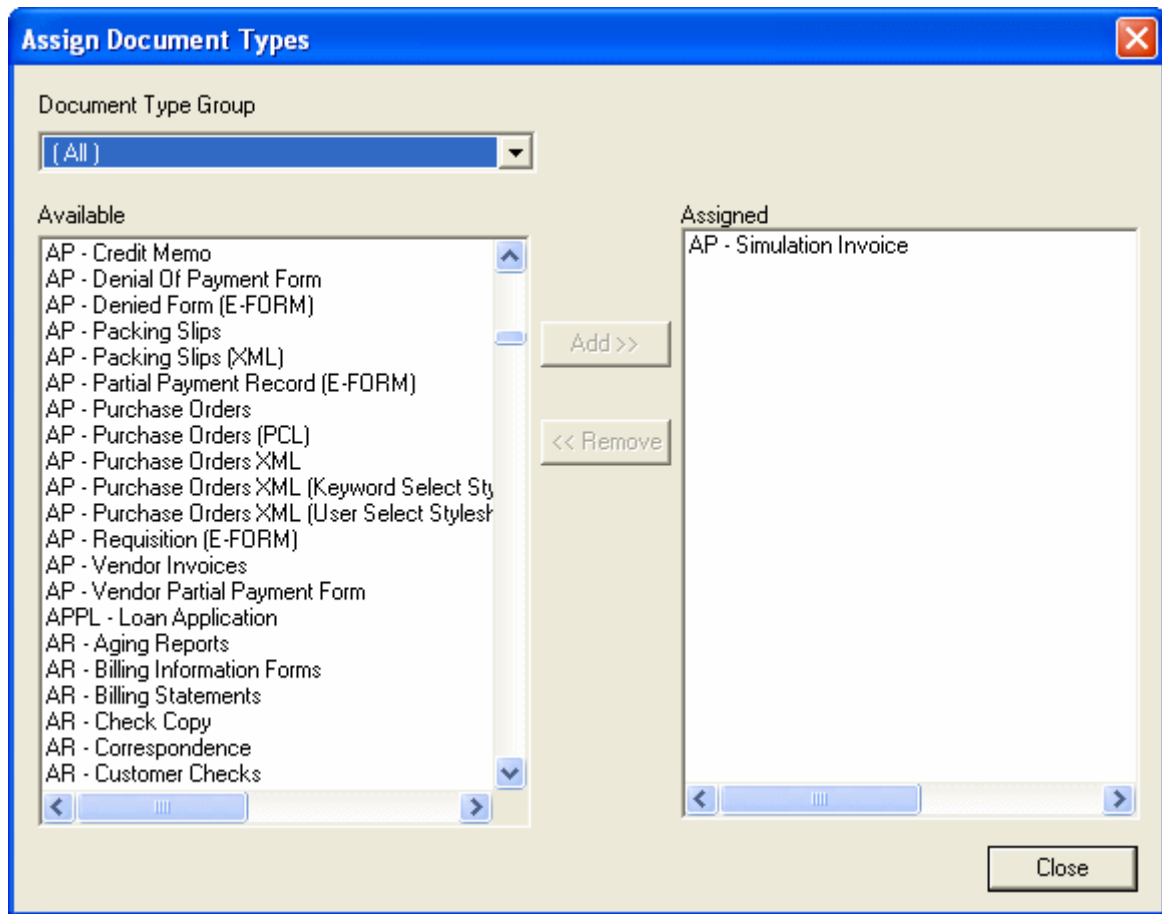 Assign Document Types
Document Type Group
( All )
Available
AP - Credit Memo
AP - Denial Of Payment Form
AP - Denied Form (E-FORM)
AP - Packing Slips
AP - Packing Slips (XML)
AP - Partial Payment Record (E-FORM)
AP - Purchase Orders
AP - Purchase Orders (PCL)
AP - Purchase Orders XML
AP - Purchase Orders XML (Keyword Select Sty
AP - Purchase Orders XML (User Select Stylesh
AP - Requisition (E-FORM)
AP - Vendor Invoices
AP - Vendor Partial Payment Form
APPL - Loan Application
AR - Aging Reports
AR - Billing Information Forms
AR - Billing Statements
AR - Check Copy
AR - Correspondence
AR - Customer Checks
Add >>
<< Remove
Assigned
AP - Simulation Invoice
Close